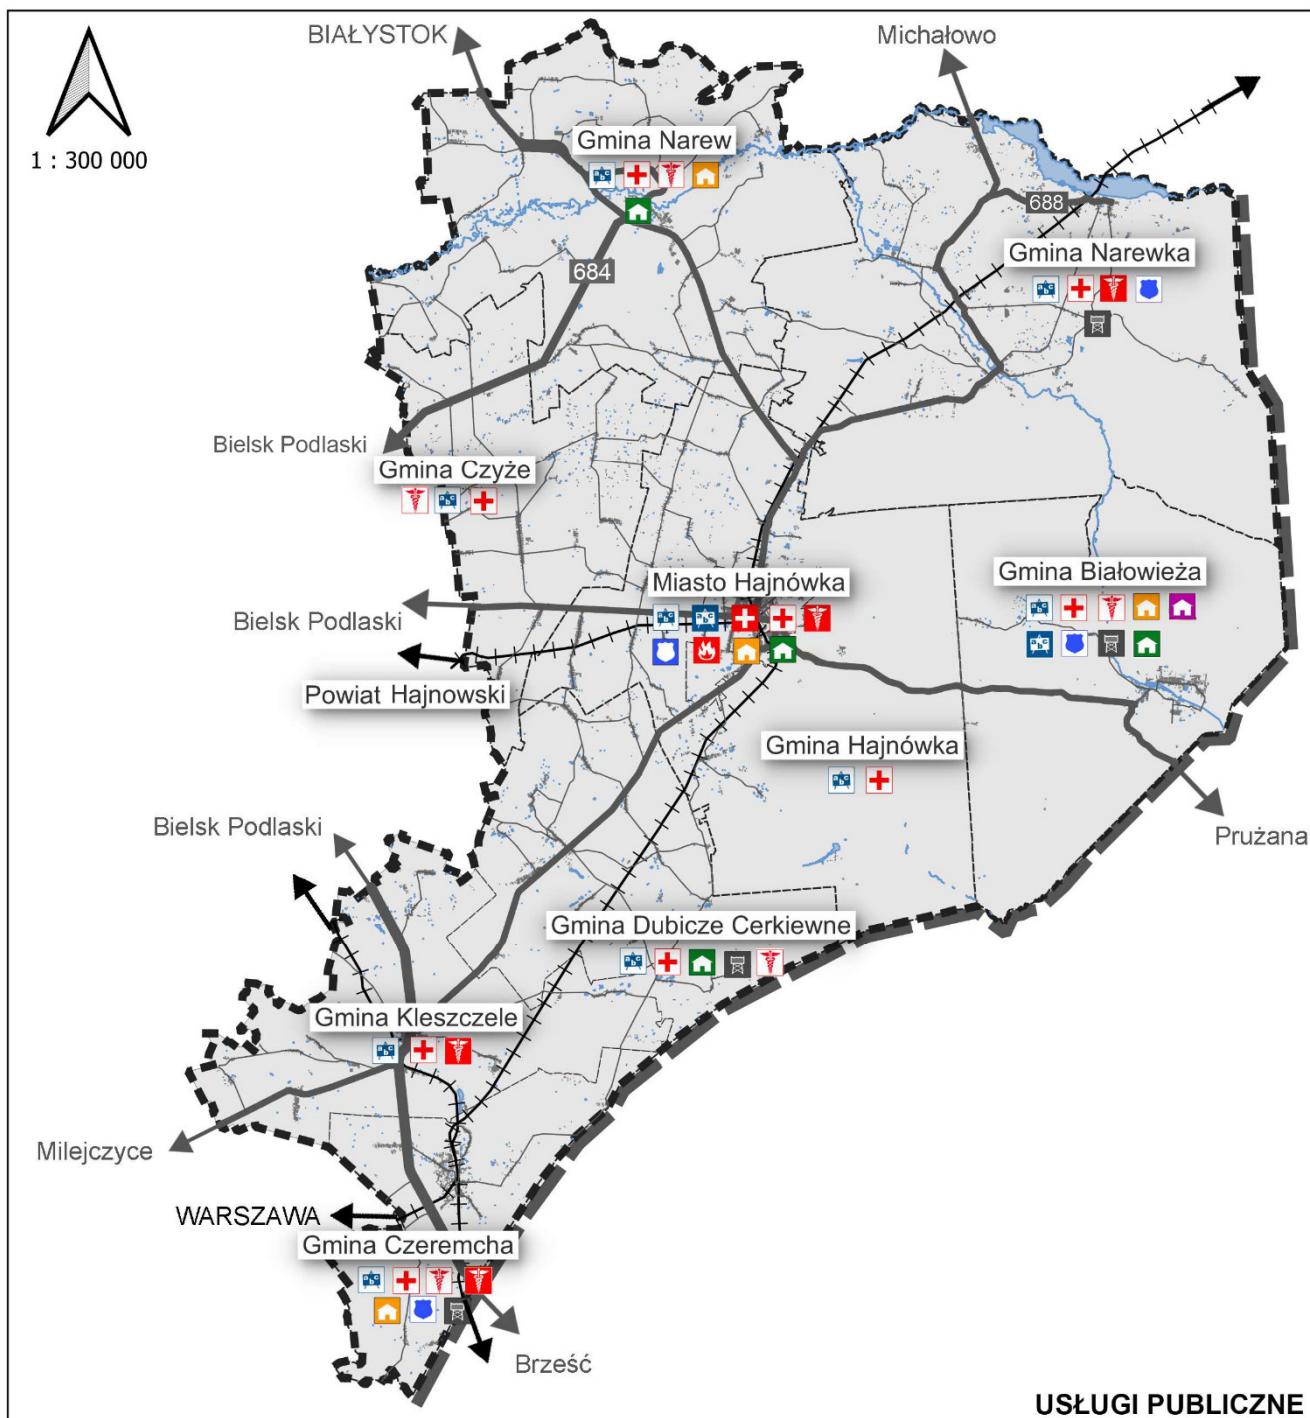 BIAŁYSTOK
Michałowo
1 : 300 000
Gmina Narew
688
Gmina Narewka
684
Bielsk Podlaski
Gmina Czyże
Gmina Białowieża
Miasto Hajnówka
Bielsk Podlaski
Powiat Hajnowski
Gmina Hajnówka
Bielsk Podlaski
Prużana
Gmina Dubicze Cerkiewne
Gmina Kleszczele
Milejczyce
WARSZAWA
Gmina Czeremcha
Brześć
USŁUGI PUBLICZNE